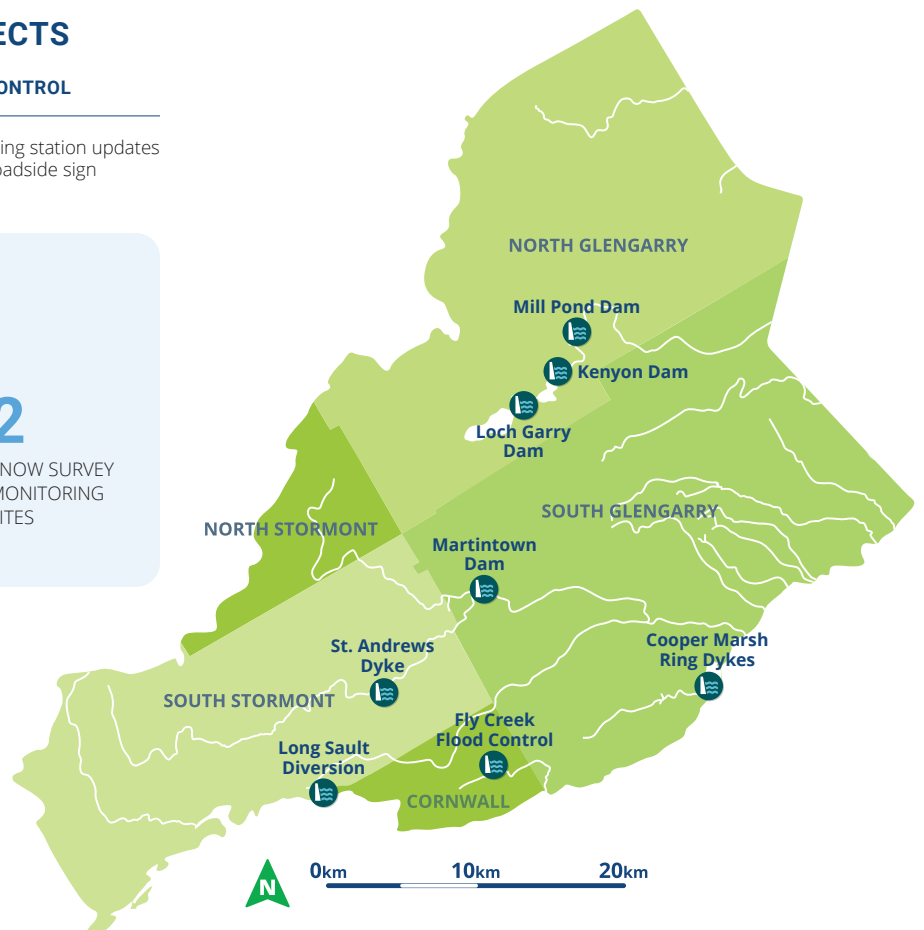 ECTS
ONTROL
ing station updates
oadside sign
2
NOW SURVEY
MONITORING
ITES
NORTH GLENGARRY
Mill Pond Dam
Kenyon Dam
Loch Garry
Dam
SOUTH GLENGARRY
NORTH STORMONT
Martintown
Dam
St. Andrews
Dyke
Cooper Marsh
Ring Dykes
SOUTH STORMONT
Fly Creek
Flood Control
Long Sault
Diversion
CORNWALL
N
0km 10km 20km